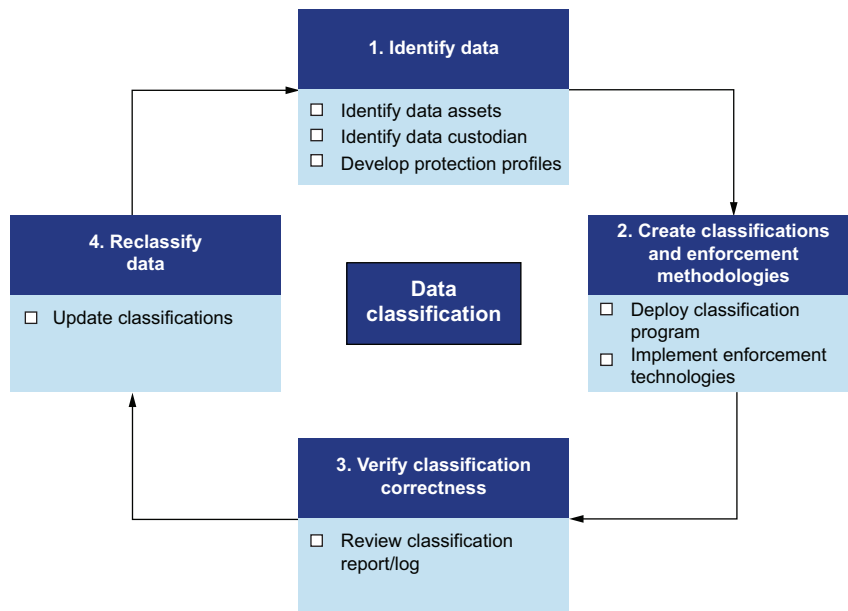 1. Identify data
Identify data assets
Identify data custodian
Develop protection profiles
2. Create classifications
and enforcement
methodologies
Deploy classification
program
Implement enforcement
technologies
3. Verify classification
correctness
Review classification
report/log
4. Reclassify
data
Update classifications
Data
classification